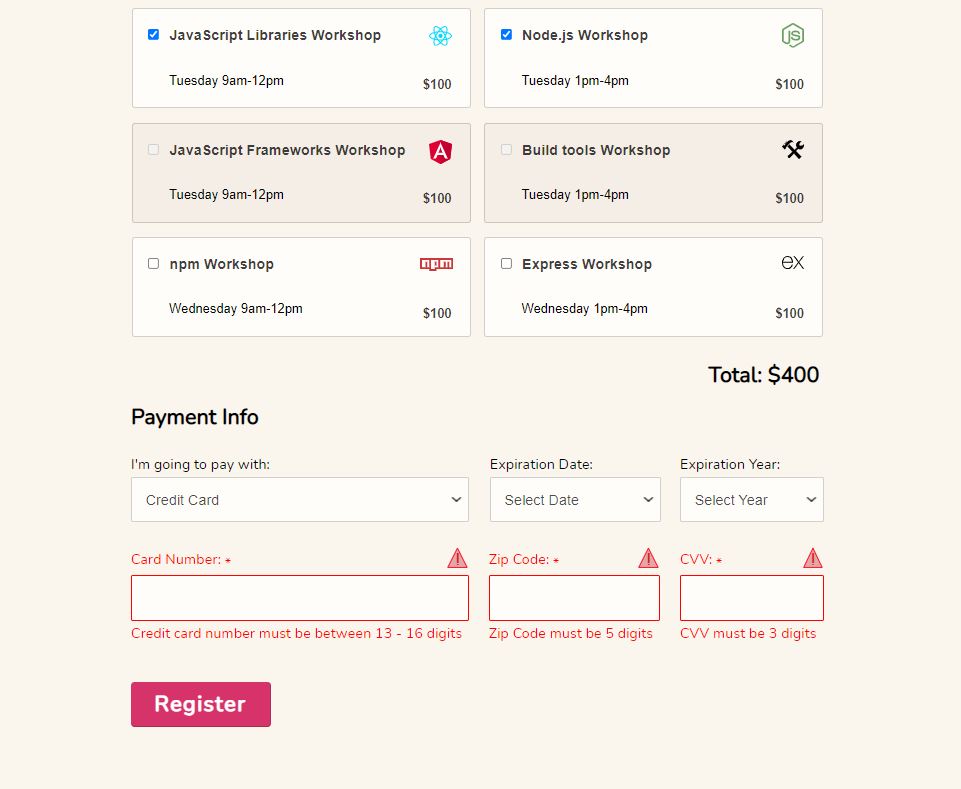 JavaScript Libraries Workshop
Tuesday 9am-12pm
$100
Node.js Workshop
JS
Tuesday 1pm-4pm
$100
JavaScript Frameworks Workshop
A
Tuesday 9am-12pm
$100
Build tools Workshop
Tuesday 1pm-4pm
$100
npm Workshop
npm
Wednesday 9am-12pm
$100
Express Workshop
ex
Wednesday 1pm-4pm
$100
Total: $400
Payment Info
I'm going to pay with:
Credit Card
Expiration Date:
Select Date
Expiration Year:
Select Year
Card Number: *
!
Credit card number must be between 13 - 16 digits
Zip Code: *
!
Zip Code must be 5 digits
CVV: *
!
CVV must be 3 digits
Register